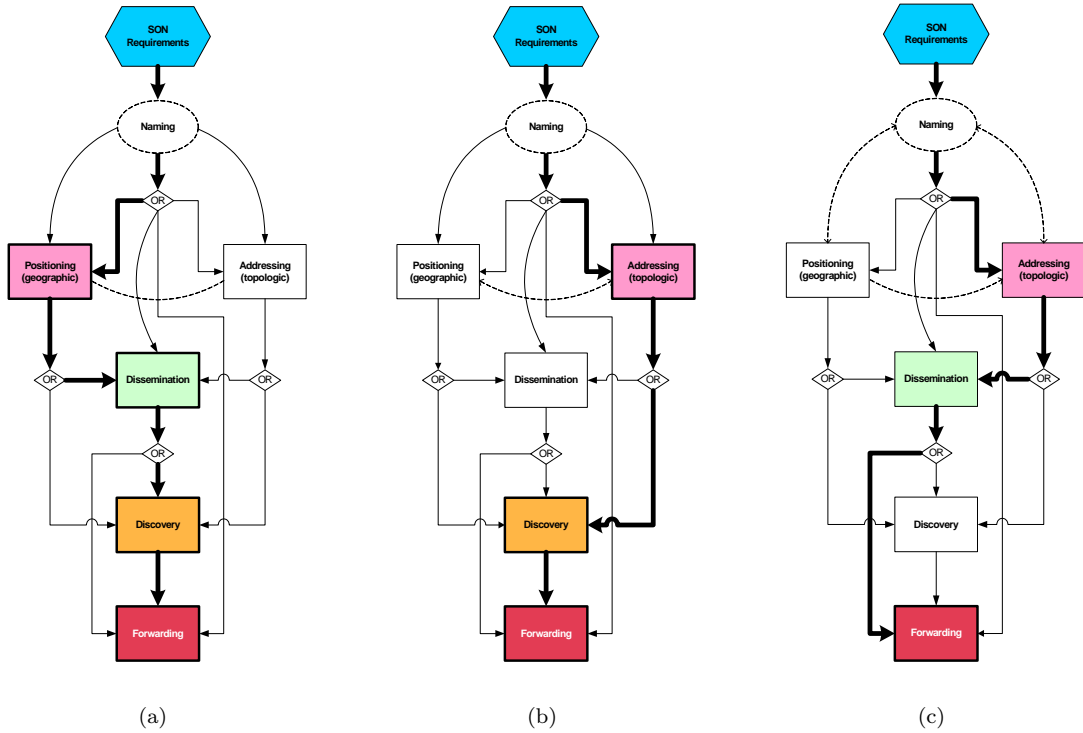 SON
Requirements
Naming
OR
Positioning
(geographic)
Addressing
(topologic)
OR
Dissemination
OR
OR
Discovery
Forwarding
(a)
SON
Requirements
Naming
OR
Positioning
(geographic)
Addressing
(topologic)
OR
Dissemination
OR
OR
Discovery
Forwarding
(b)
SON
Requirements
Naming
OR
Positioning
(geographic)
Addressing
(topologic)
OR
Dissemination
OR
OR
Discovery
Forwarding
(c)